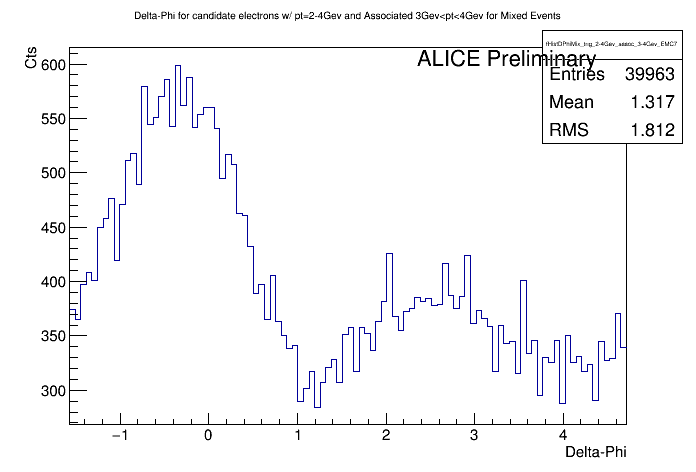 Delta-Phi for candidate electrons w/ pt=2-4Gev and Associated 3Gev<pt<4Gev for Mixed Events
Cts
ALICE Preliminary
fHistDPhiMix_trig_2-4Gev_assoc_3-4Gev_EMC7
Entries 39963
Mean 1.317
RMS 1.812
600
550
500
450
400
350
300
−1 0 1 2 3 4
Delta-Phi